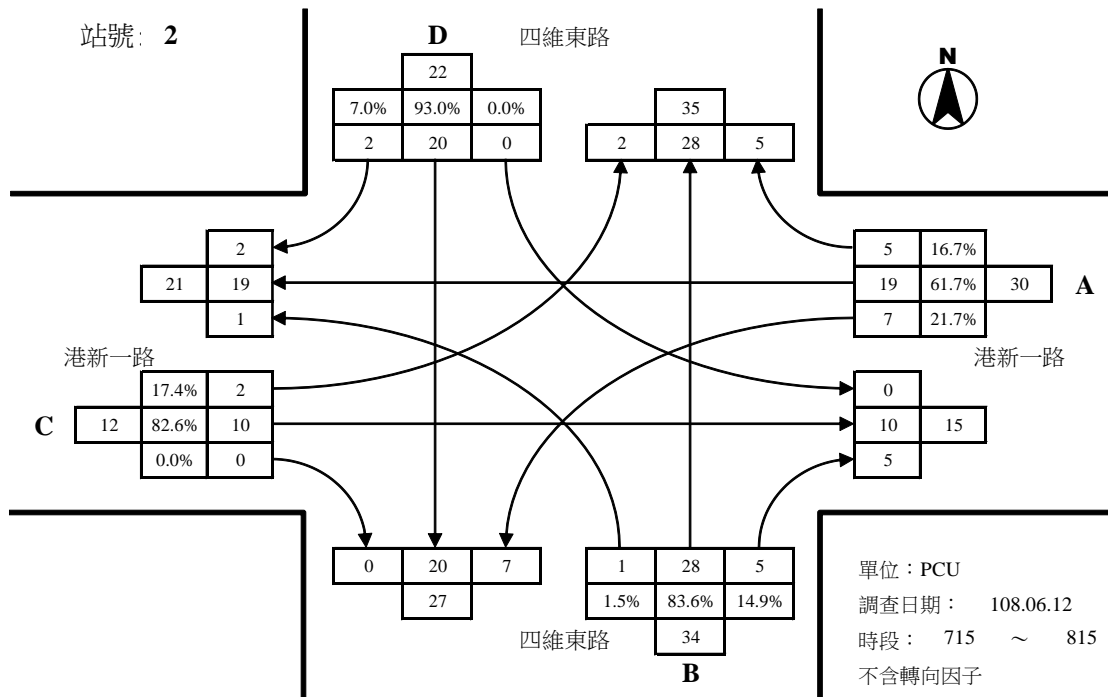 站號: 2
D
四維東路
N
22
7.0% 93.0% 0.0%
2 20 0
35
2 28 5
2
21 19
1
5 16.7%
19 61.7% 30
7 21.7%
A
港新一路
港新一路
17.4% 2
12 82.6% 10
0.0% 0
C
0
10 15
5
0 20 7
27
1 28 5
1.5% 83.6% 14.9%
34
四維東路
B
單位：PCU
調查日期： 108.06.12
時段： 715 ～ 815
不含轉向因子